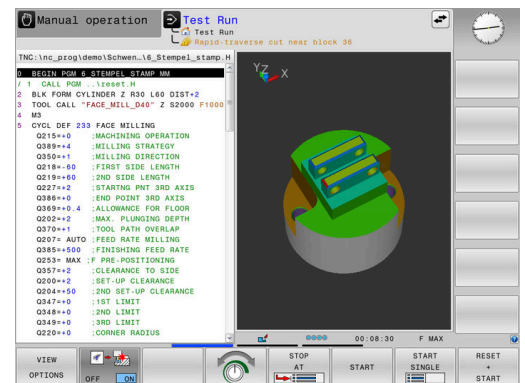 Manual operation
Test Run
Test Run
Rapid-traverse cut near block 36
TNC:\nc_prog\demo\Schwen…\6_Stempel_stamp.H
0 BEGIN PGM 6_STEMPEL_STAMP MM
/ 1 CALL PGM ..\reset.H
2 BLK FORM CYLINDER Z R30 L60 DIST+2
3 TOOL CALL "FACE_MILL_D40" Z S2000 F1000
4 M3
5 CYCL DEF 233 FACE MILLING
Q215=+0 ;MACHINING OPERATION
Q389=+4 ;MILLING STRATEGY
Q350=+1 ;MILLING DIRECTION
Q218=-60 ;FIRST SIDE LENGTH
Q219=+60 ;2ND SIDE LENGTH
Q227=+2 ;STARTNG PNT 3RD AXIS
Q386=+0 ;END POINT 3RD AXIS
Q369=+0.4 ;ALLOWANCE FOR FLOOR
Q202=+2 ;MAX. PLUNGING DEPTH
Q370=+1 ;TOOL PATH OVERLAP
Q207= AUTO ;FEED RATE MILLING
Q385=+500 ;FINISHING FEED RATE
Q253= MAX ;F PRE-POSITIONING
Q357=+2 ;CLEARANCE TO SIDE
Q200=+2 ;SET-UP CLEARANCE
Q204=+50 ;2ND SET-UP CLEARANCE
Q347=+0 ;1ST LIMIT
Q348=+0 ;2ND LIMIT
Q349=+0 ;3RD LIMIT
Q220=+0 ;CORNER RADIUS
Y Z X
00:08:30 F MAX
VIEW
OPTIONS
OFF ON
STOP
AT
START
START
SINGLE
RESET
+
START